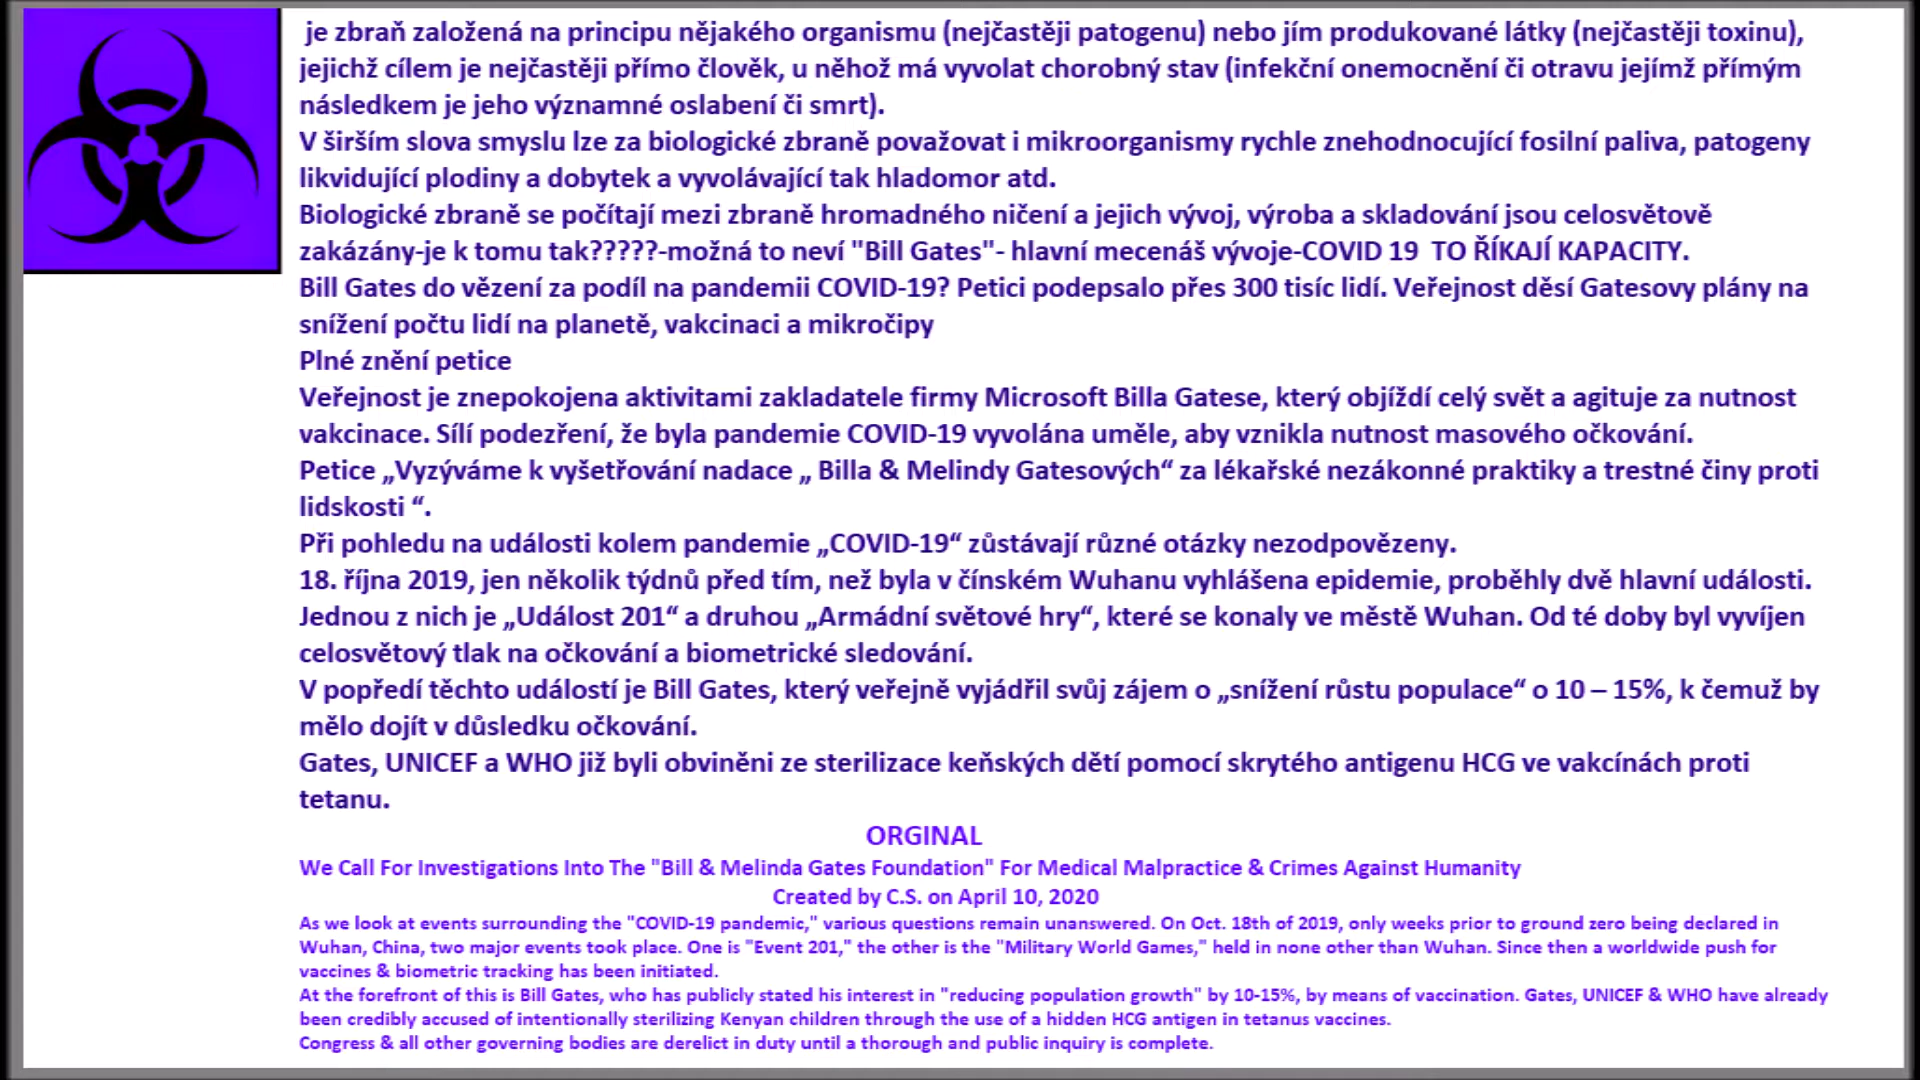 je zbraň založená na principu nějakého organismu (nejčastěji patogenu) nebo jím produkované látky (nejčastěji toxinu),
jejichž cílem je nejčastěji přímo člověk, u něhož má vyvolat chorobný stav (infekční onemocnění či otravu jejímž přímým
následkem je jeho významné oslabení či smrt).
V širším slova smyslu lze za biologické zbraně považovat i mikroorganismy rychle znehodnocující fosilní paliva, patogeny
likvidující plodiny a dobytek a vyvolávající tak hladomor atd.
Biologické zbraně se počítají mezi zbraně hromadného ničení a jejich vývoj, výroba a skladování jsou celosvětově
zakázány-je k tomu tak?????-možná to neví "Bill Gates"- hlavní mecenáš vývoje-COVID 19  TO ŘÍKAJÍ KAPACITY.
Bill Gates do vězení za podíl na pandemii COVID-19? Petici podepsalo přes 300 tisíc lidí. Veřejnost děsí Gatesovy plány na
snížení počtu lidí na planetě, vakcinaci a mikročipy
Plné znění petice
Veřejnost je znepokojena aktivitami zakladatele firmy Microsoft Billa Gatese, který objíždí celý svět a agituje za nutnost
vakcinace. Sílí podezření, že byla pandemie COVID-19 vyvolána uměle, aby vznikla nutnost masového očkování.
Petice „Vyzýváme k vyšetřování nadace „ Billa & Melindy Gatesových“ za lékařské nezákonné praktiky a trestné činy proti
lidskosti “.
Při pohledu na události kolem pandemie „COVID-19“ zůstávají různé otázky nezodpovězeny.
18. října 2019, jen několik týdnů před tím, než byla v čínském Wuhanu vyhlášena epidemie, proběhly dvě hlavní události.
Jednou z nich je „Událost 201“ a druhou „Armádní světové hry“, které se konaly ve městě Wuhan. Od té doby byl vyvíjen
celosvětový tlak na očkování a biometrické sledování.
V popředí těchto událostí je Bill Gates, který veřejně vyjádřil svůj zájem o „snížení růstu populace“ o 10 – 15%, k čemuž by
mělo dojít v důsledku očkování.
Gates, UNICEF a WHO již byli obviněni ze sterilizace keňských dětí pomocí skrytého antigenu HCG ve vakcínách proti
tetanu.
ORGINAL
We Call For Investigations Into The "Bill & Melinda Gates Foundation" For Medical Malpractice & Crimes Against Humanity
Created by C.S. on April 10, 2020
As we look at events surrounding the "COVID-19 pandemic," various questions remain unanswered. On Oct. 18th of 2019, only weeks prior to ground zero being declared in
Wuhan, China, two major events took place. One is "Event 201," the other is the "Military World Games," held in none other than Wuhan. Since then a worldwide push for
vaccines & biometric tracking has been initiated.
At the forefront of this is Bill Gates, who has publicly stated his interest in "reducing population growth" by 10-15%, by means of vaccination. Gates, UNICEF & WHO have already
been credibly accused of intentionally sterilizing Kenyan children through the use of a hidden HCG antigen in tetanus vaccines.
Congress & all other governing bodies are derelict in duty until a thorough and public inquiry is complete.